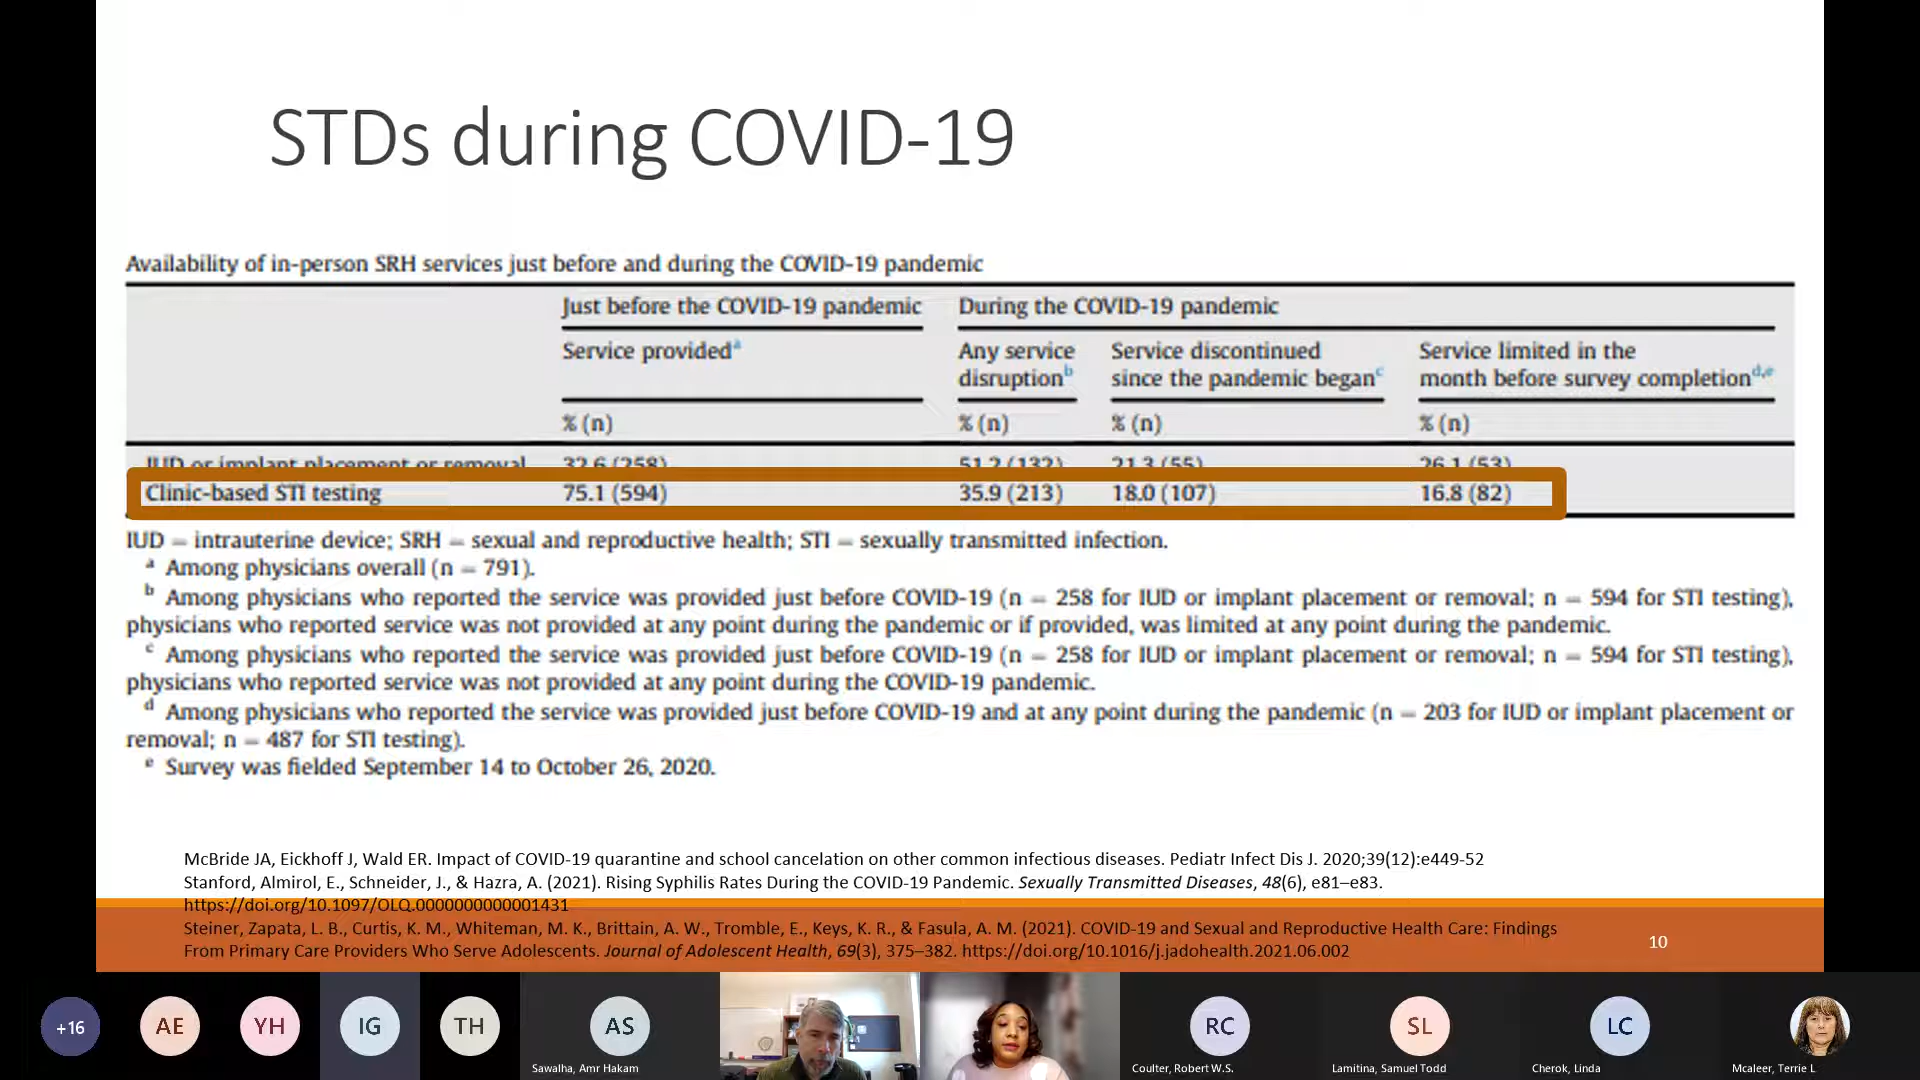 STDs during COVID-19
Availability of in-person SRH services just before and during the COVID-19 pandemic
Just before the COVID-19 pandemic During the COVID-19 pandemic
Service provided a Any service disruption b Service discontinued since the pandemic began c Service limited in the month before survey completion d,e
% (n) % (n) % (n) % (n)
IUD or implant placement or removal 32.6 (258) 51.2 (132) 21.3 (55) 26.1 (53)
Clinic-based STI testing 75.1 (594) 35.9 (213) 18.0 (107) 16.8 (82)
IUD = intrauterine device; SRH = sexual and reproductive health; STI = sexually transmitted infection.
a Among physicians overall (n = 791).
b Among physicians who reported the service was provided just before COVID-19 (n = 258 for IUD or implant placement or removal; n = 594 for STI testing),
physicians who reported service was not provided at any point during the pandemic or if provided, was limited at any point during the pandemic.
c Among physicians who reported the service was provided just before COVID-19 (n = 258 for IUD or implant placement or removal; n = 594 for STI testing),
physicians who reported service was not provided at any point during the COVID-19 pandemic.
d Among physicians who reported the service was provided just before COVID-19 and at any point during the pandemic (n = 203 for IUD or implant placement or
removal; n = 487 for STI testing).
e Survey was fielded September 14 to October 26, 2020.
McBride JA, Eickhoff J, Wald ER. Impact of COVID-19 quarantine and school cancelation on other common infectious diseases. Pediatr Infect Dis J. 2020;39(12):e449-52
Stanford, Almirol, E., Schneider, J., & Hazra, A. (2021). Rising Syphilis Rates During the COVID-19 Pandemic. Sexually Transmitted Diseases, 48(6), e81–e83.
https://doi.org/10.1097/OLQ.0000000000001431
Steiner, Zapata, L. B., Curtis, K. M., Whiteman, M. K., Brittain, A. W., Tromble, E., Keys, K. R., & Fasula, A. M. (2021). COVID-19 and Sexual and Reproductive Health Care: Findings
From Primary Care Providers Who Serve Adolescents. Journal of Adolescent Health, 69(3), 375–382. https://doi.org/10.1016/j.jadohealth.2021.06.002
10
+16 AE YH IG TH AS RC SL LC
Sawalha, Amr Hakam Coulter, Robert W.S. Lamitina, Samuel Todd Cherok, Linda Mcaleer, Terrie L